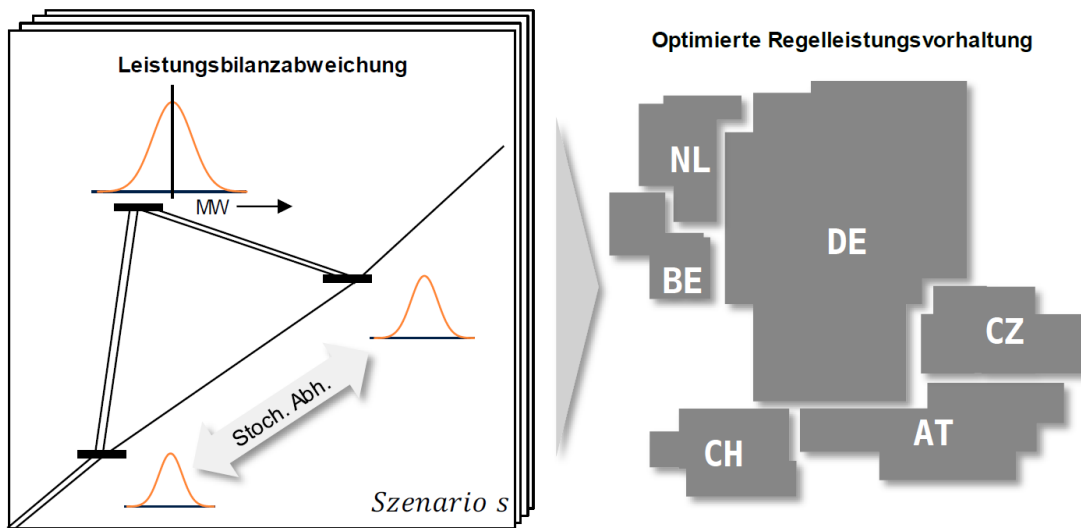 Leistungsbilanzabweichung
MW
Stoch. Abh.
Szenario s
Optimierte Regelleistungsvorhaltung
NL
DE
BE
CZ
AT
CH